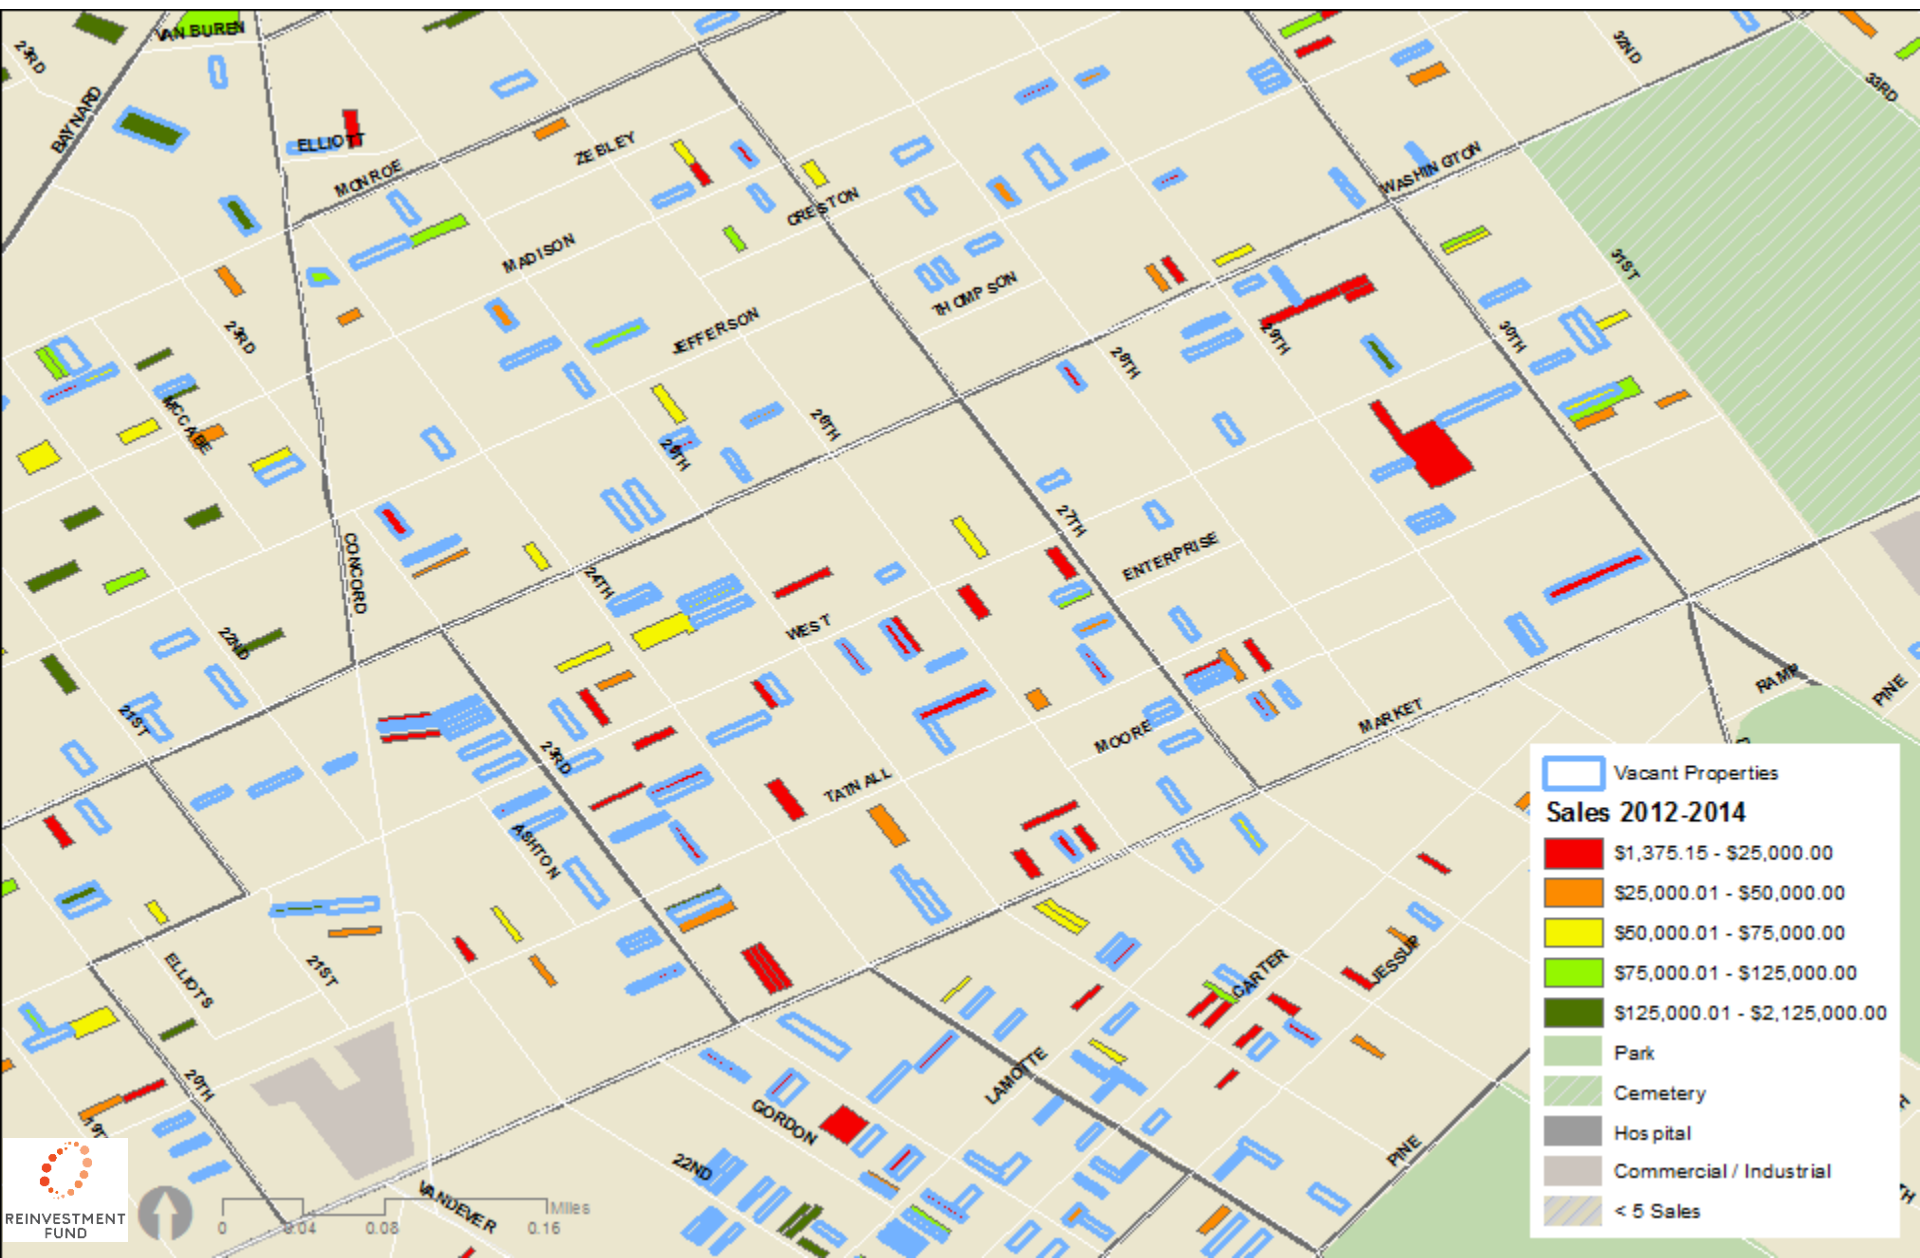 VAN BUREN
23RD
BAYNARD
ELLIOTT
MONROE
ZEBLEY
32ND
33RD
WASHINGTON
CRESTON
MADISON
THOMPSON
31ST
JEFFERSON
23RD
28TH
29TH
30TH
MCCABE
26TH
25TH
27TH
CONCORD
24TH
ENTERPRISE
WEST
22ND
21ST
23RD
MOORE
MARKET
RAMP
PINE
TATNALL
ASHTON
ELLIOTS
21ST
CARTER
JESSUP
LAMOTTE
20TH
GORDON
PINE
22ND
VANDEVER
Vacant Properties
Sales 2012-2014
$1,375.15 - $25,000.00
$25,000.01 - $50,000.00
$50,000.01 - $75,000.00
$75,000.01 - $125,000.00
$125,000.01 - $2,125,000.00
Park
Cemetery
Hospital
Commercial / Industrial
< 5 Sales
REINVESTMENT
FUND
Miles
0 0.04 0.08 0.16